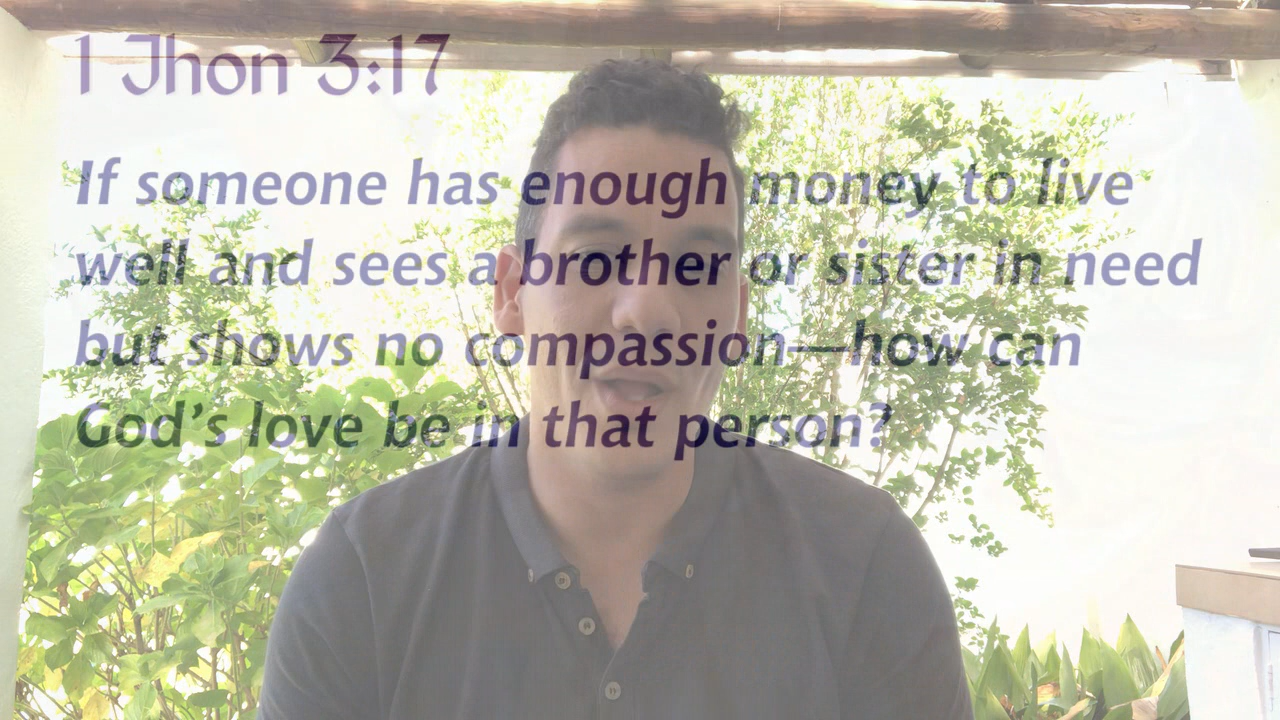 1 Jhon 3:17
If someone has enough money to live
well and sees a brother or sister in need
but shows no compassion—how can
God's love be in that person?